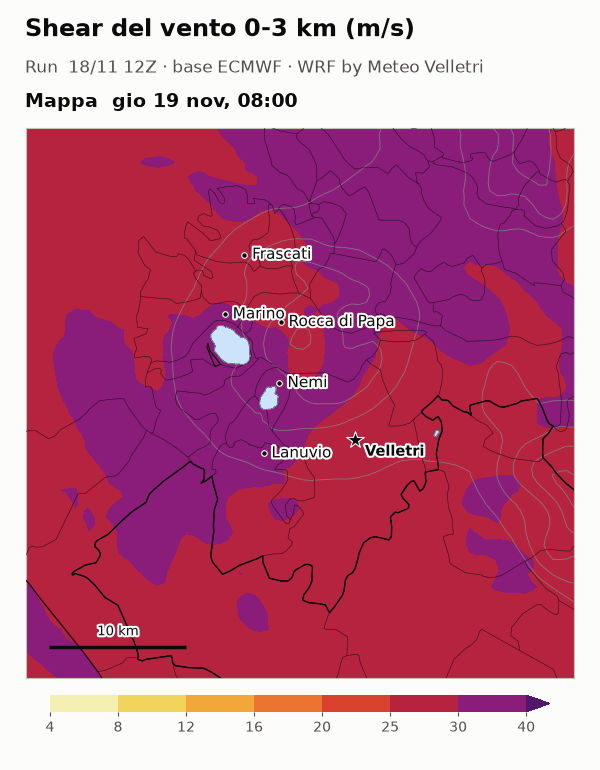 Shear del vento 0-3 km (m/s)
Run  18/11 12Z · base ECMWF · WRF by Meteo Velletri
Mappa  gio 19 nov, 08:00
Frascati
Marino
Rocca di Papa
Nemi
Velletri
Lanuvio
10 km
4 8 12 16 20 25 30 40